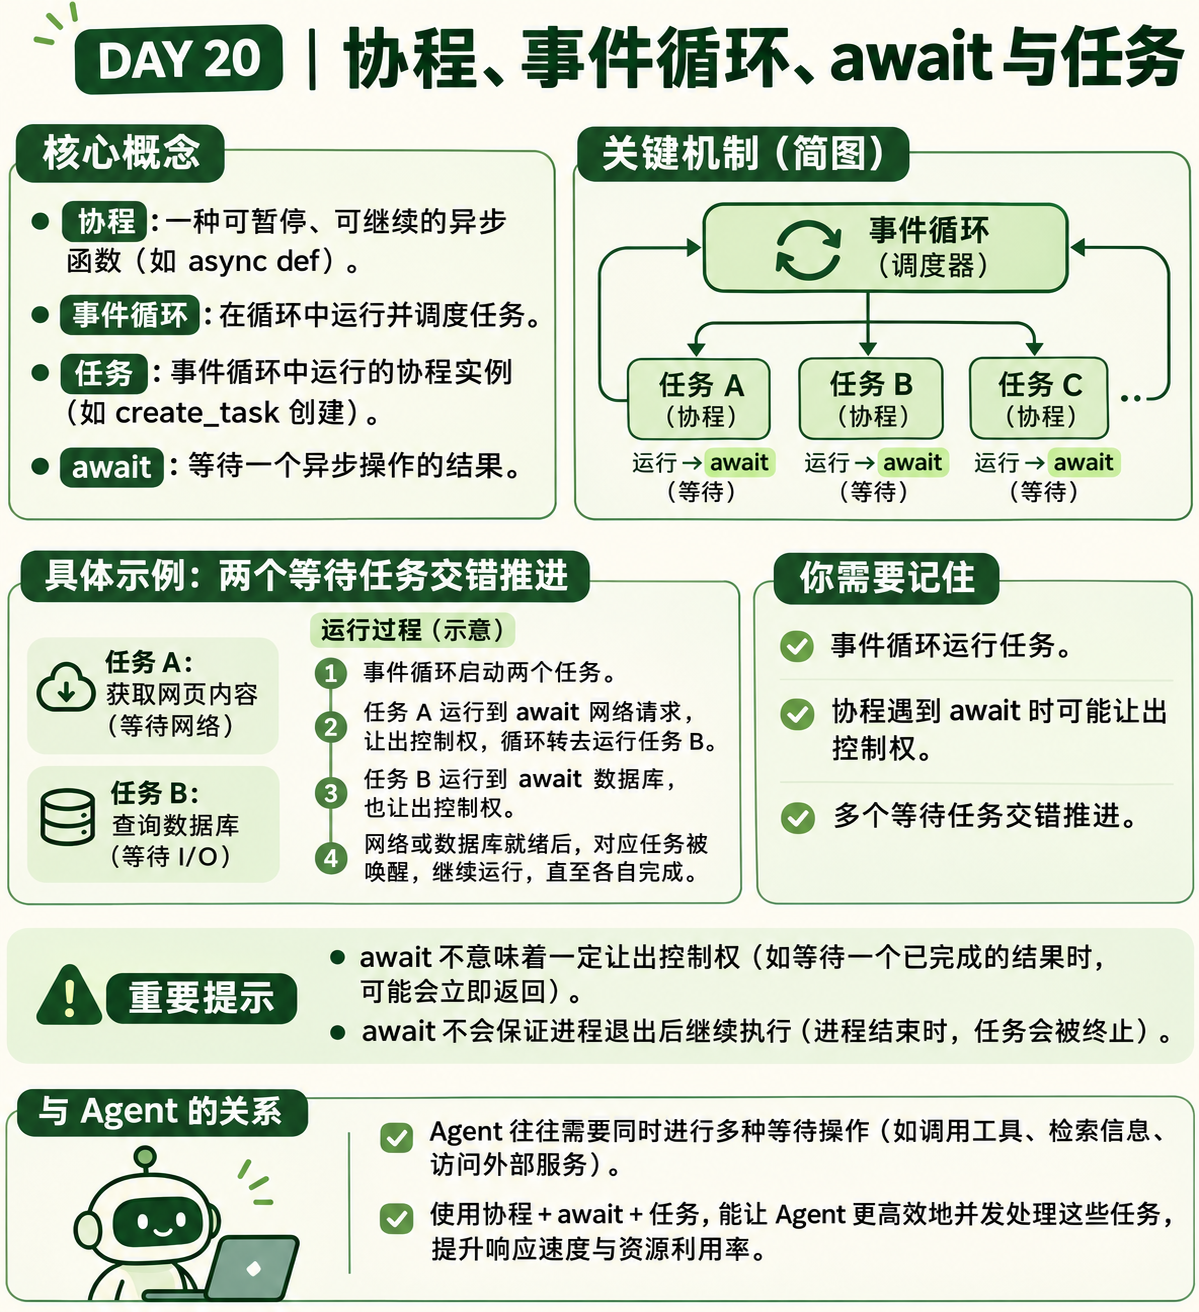 DAY 20 | 协程、事件循环、await与任务
核心概念
协程：一种可暂停、可继续的异步
函数（如 async def）。
事件循环：在循环中运行并调度任务。
任务：事件循环中运行的协程实例
（如 create_task 创建）。
await：等待一个异步操作的结果。
关键机制（简图）
事件循环
（调度器）
任务 A
（协程）
运行→await
（等待）
任务 B
（协程）
运行→await
（等待）
任务 C
（协程）
运行→await
（等待）
具体示例：两个等待任务交错推进
任务 A：
获取网页内容
（等待网络）
任务 B：
查询数据库
（等待 I/O）
运行过程（示意）
1 事件循环启动两个任务。
2 任务 A 运行到 await 网络请求，
让出控制权，循环转去运行任务 B。
3 任务 B 运行到 await 数据库，
也让出控制权。
4 网络或数据库就绪后，对应任务被
唤醒，继续运行，直至各自完成。
你需要记住
事件循环运行任务。
协程遇到 await 时可能让出
控制权。
多个等待任务交错推进。
重要提示
await 不意味着一定让出控制权（如等待一个已完成的结果时，
可能会立即返回）。
await 不会保证进程退出后继续执行（进程结束时，任务会被终止）。
与 Agent 的关系
Agent 往往需要同时进行多种等待操作（如调用工具、检索信息、
访问外部服务）。
使用协程 + await + 任务，能让 Agent 更高效地并发处理这些任务，
提升响应速度与资源利用率。